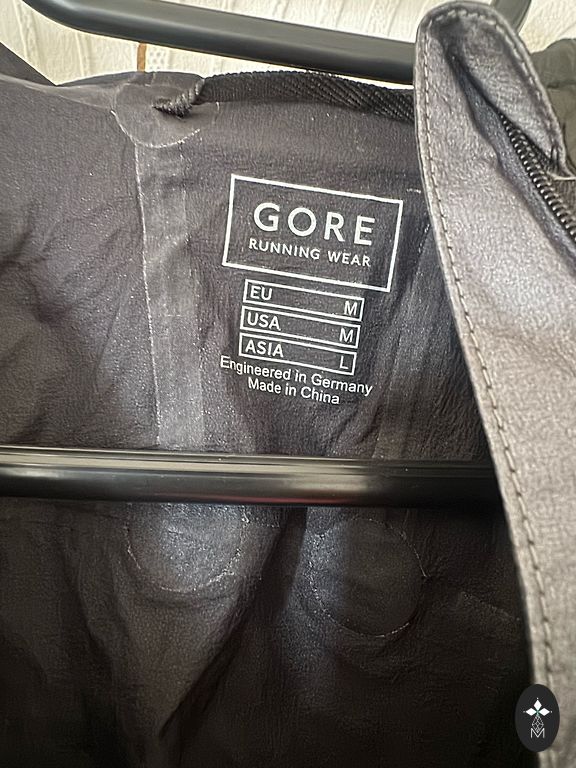 GORE
RUNNING WEAR
EU M
USA M
ASIA L
Engineered in Germany
Made in China
M